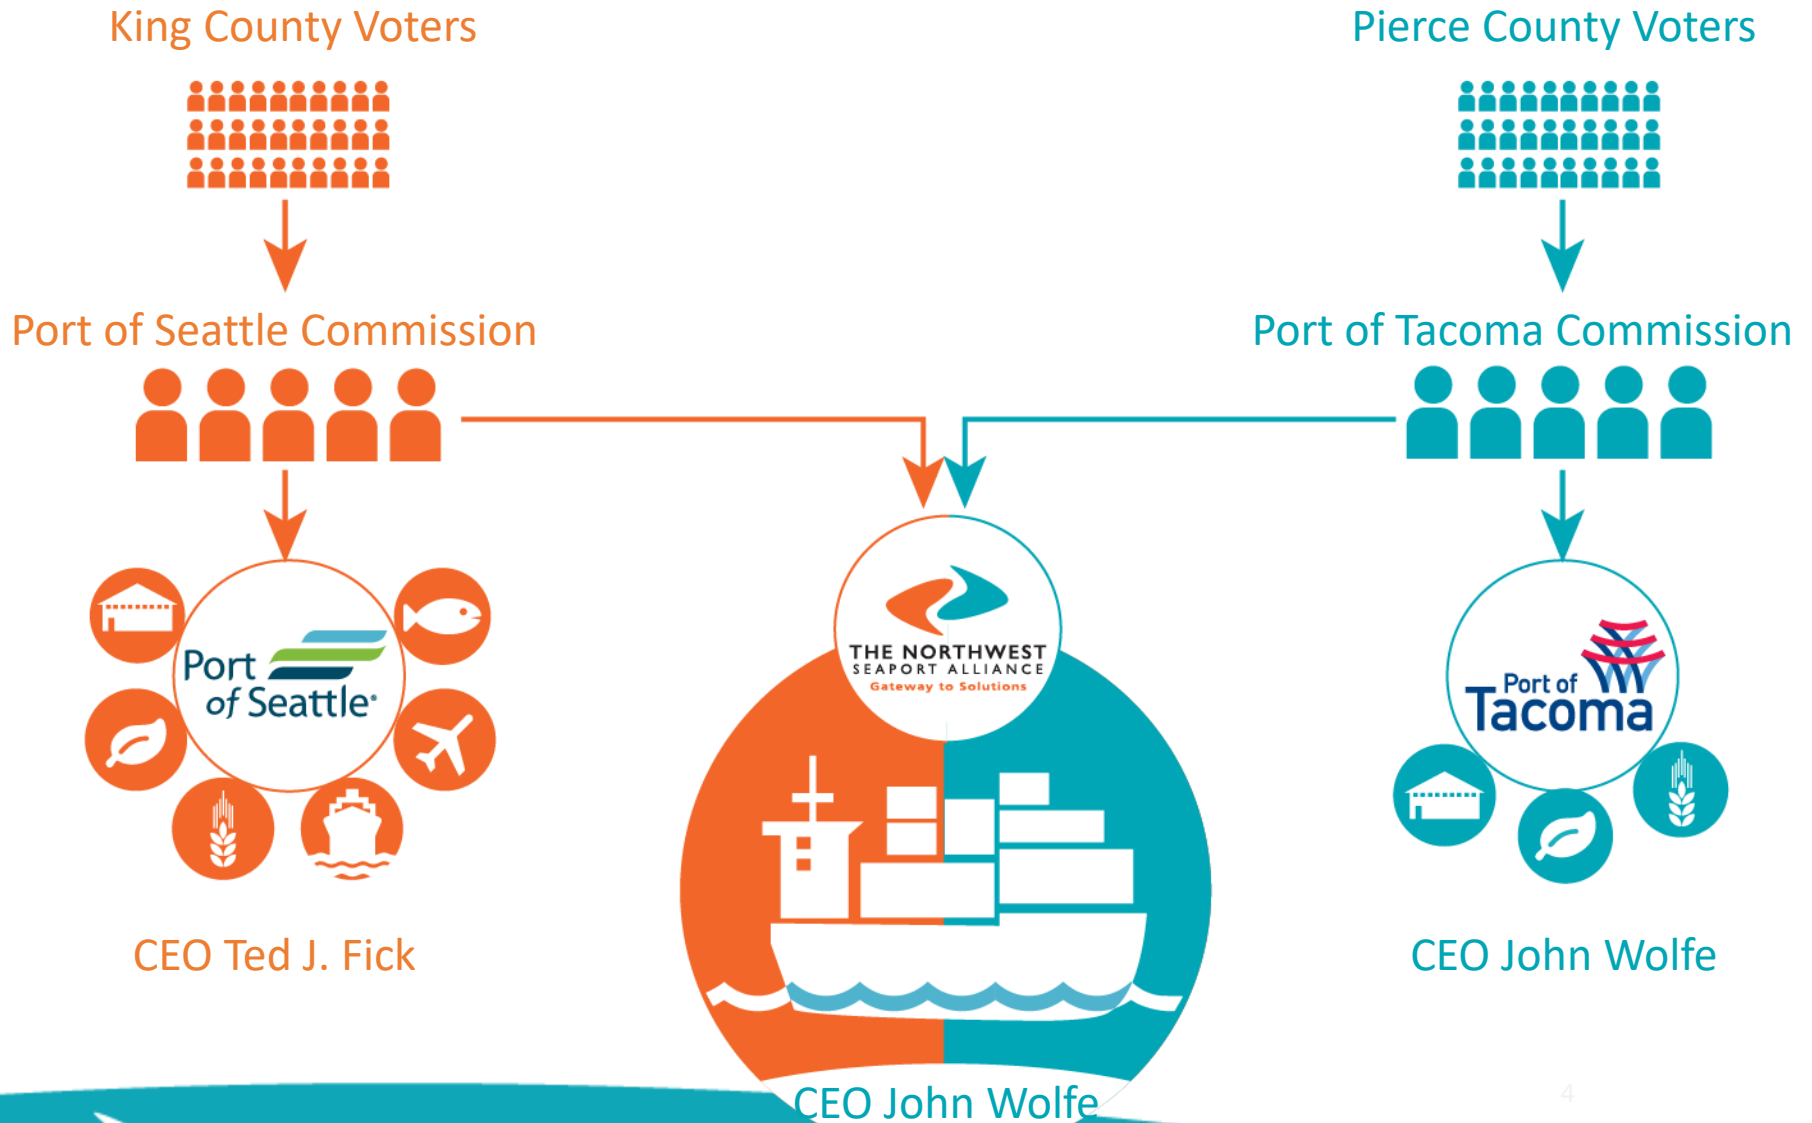 King County Voters
Pierce County Voters
Port of Seattle Commission
Port of Tacoma Commission
Port
of Seattle®
THE NORTHWEST
SEAPORT ALLIANCE
Gateway to Solutions
Port of
Tacoma
CEO Ted J. Fick
CEO John Wolfe
CEO John Wolfe
4